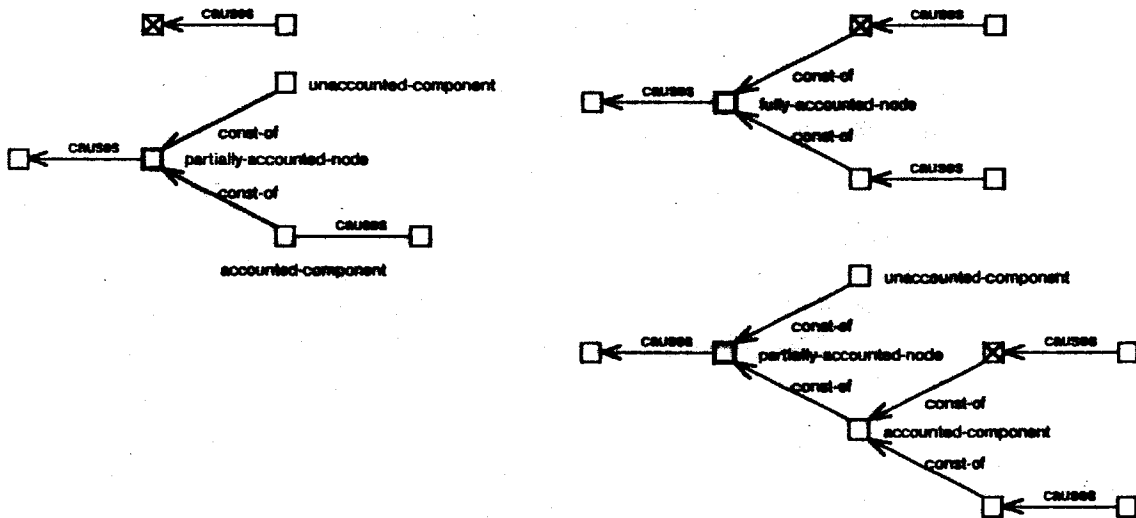 causes
unaccounted-component
const-of
causes
partially-accounted-node
const-of
causes
accounted-component
causes
const-of
causes
fully-accounted-node
const-of
causes
unaccounted-component
const-of
causes
partially-accounted-node
causes
const-of
const-of
accounted-component
const-of
causes